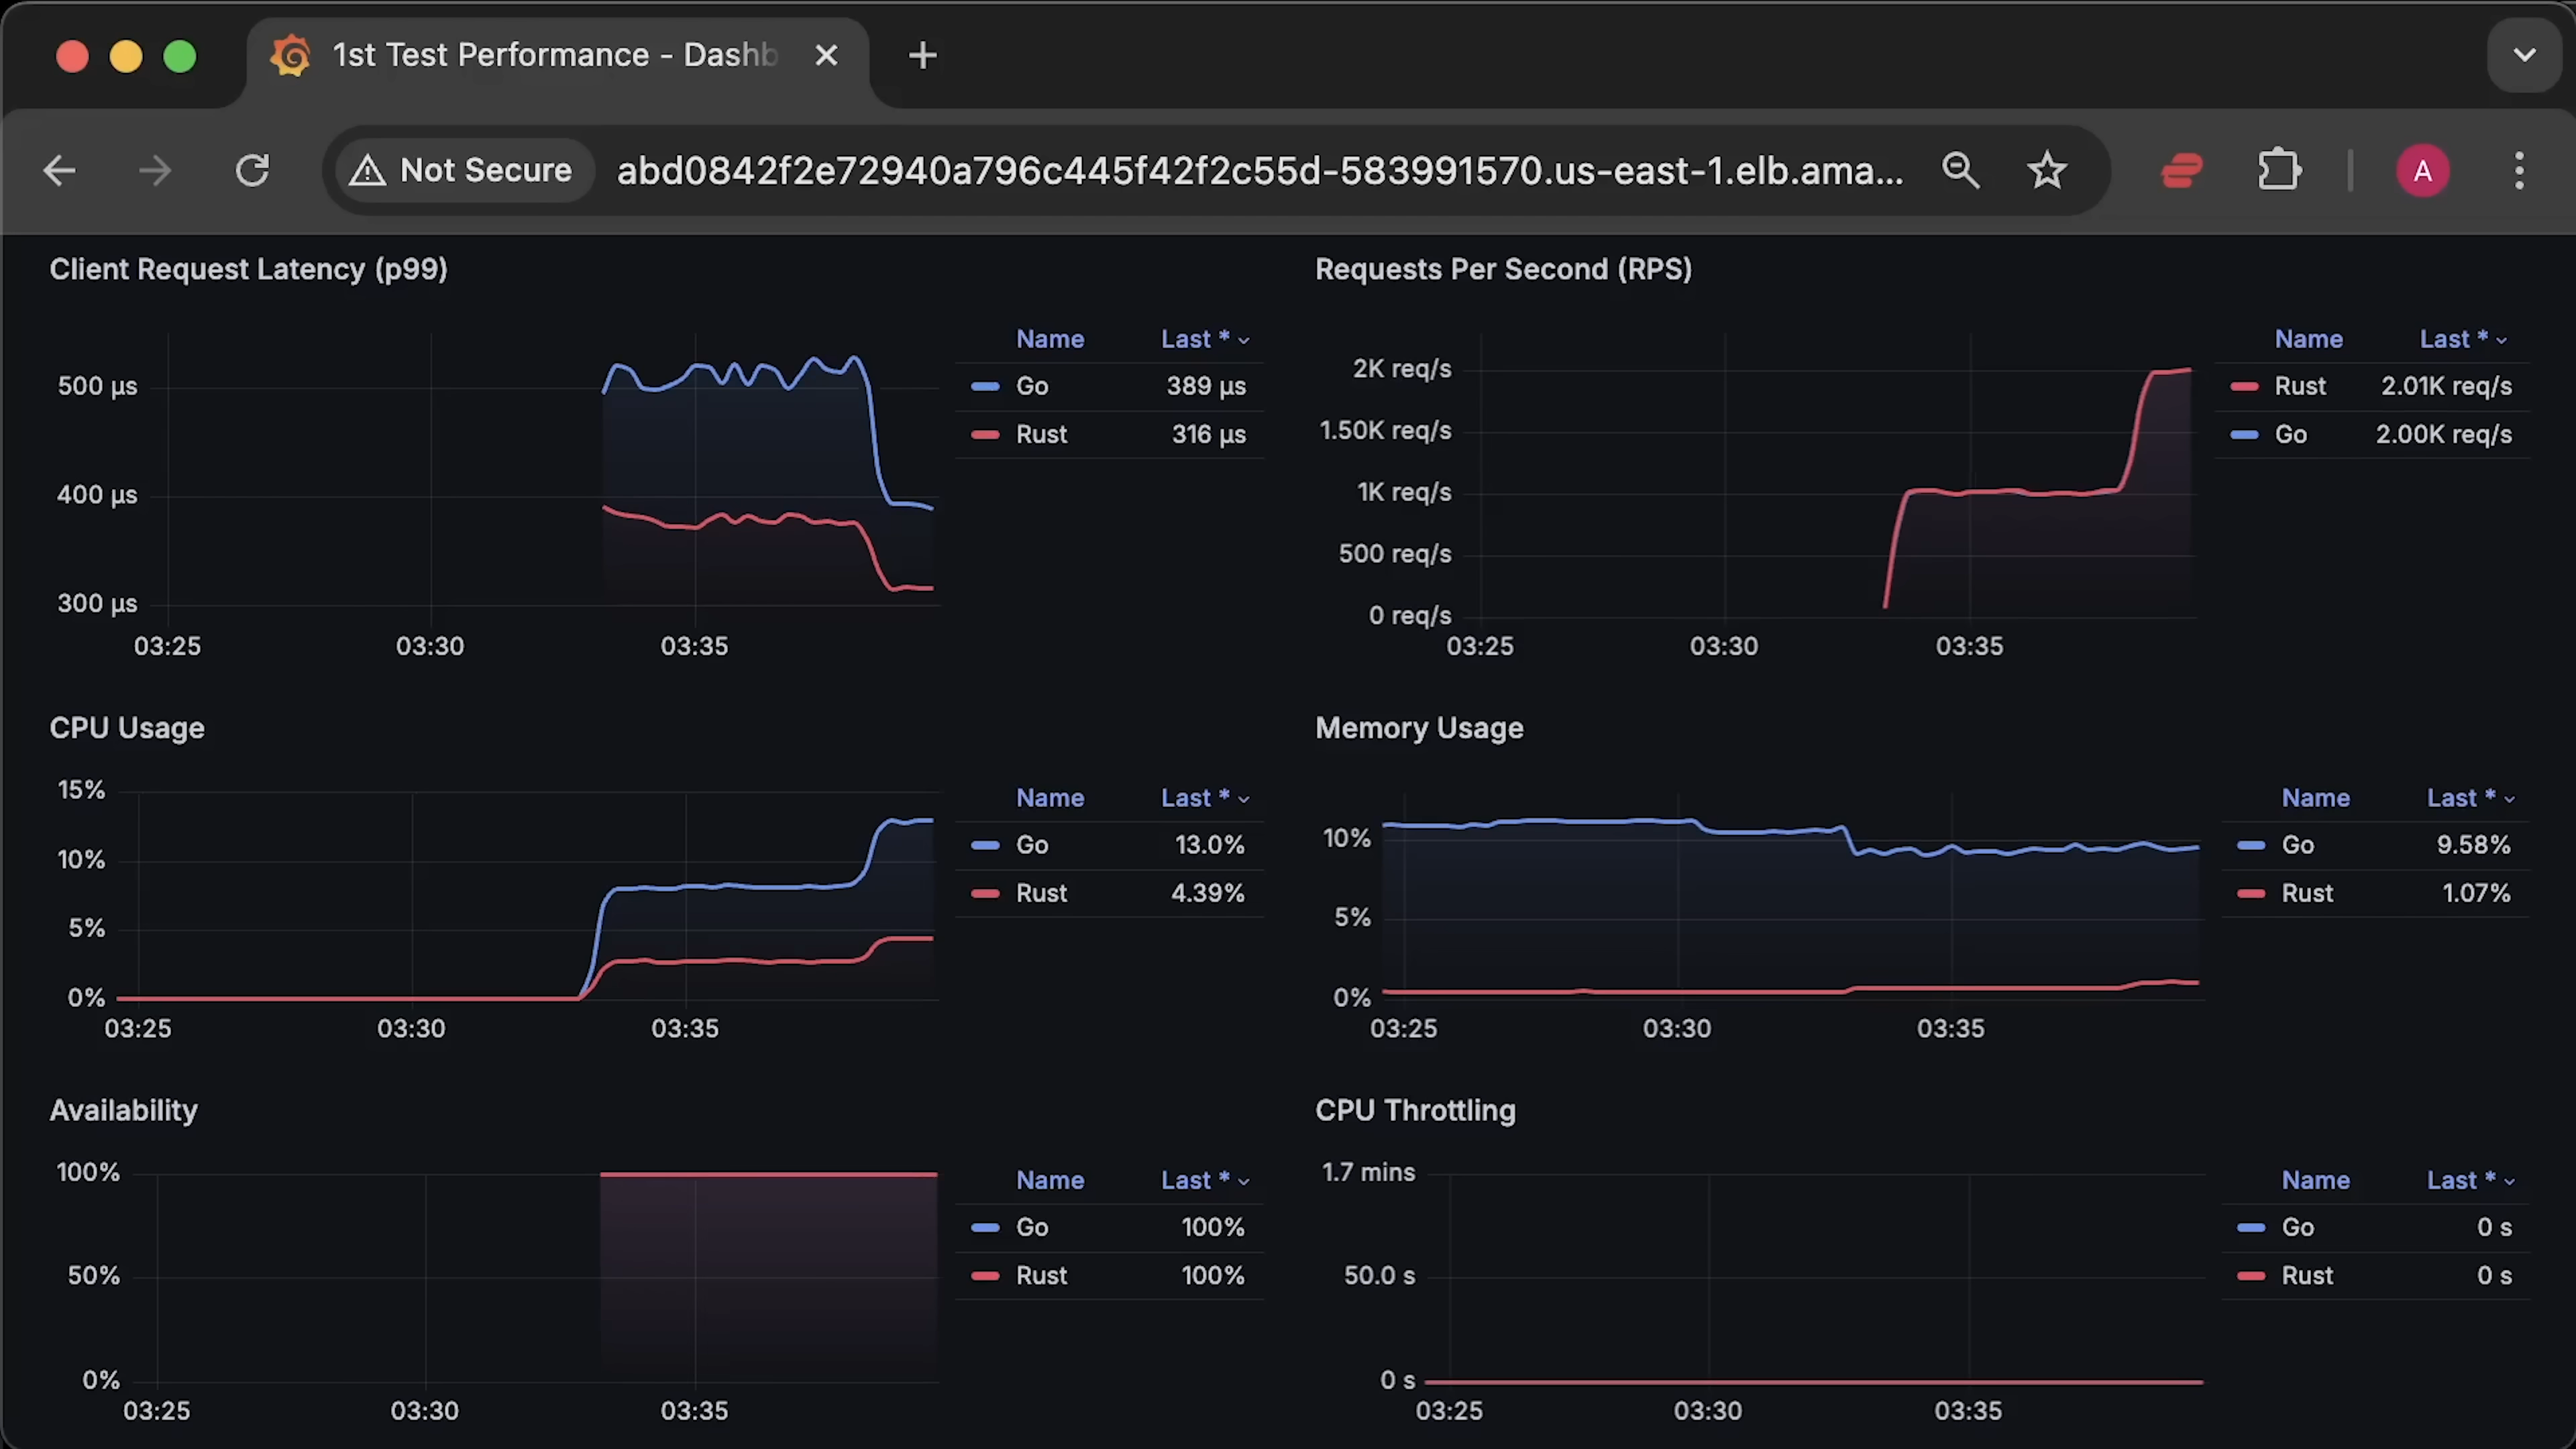 1st Test Performance - Dashb
Not Secure
abd0842f2e72940a796c445f42f2c55d-583991570.us-east-1.elb.ama...
A
Client Request Latency (p99)
500 µs
400 µs
300 µs
03:25 03:30 03:35
Name Last *
Go 389 µs
Rust 316 µs
Requests Per Second (RPS)
2K req/s
1.50K req/s
1K req/s
500 req/s
0 req/s
03:25 03:30 03:35
Name Last *
Rust 2.01K req/s
Go 2.00K req/s
CPU Usage
15%
10%
5%
0%
03:25 03:30 03:35
Name Last *
Go 13.0%
Rust 4.39%
Memory Usage
10%
5%
0%
03:25 03:30 03:35
Name Last *
Go 9.58%
Rust 1.07%
Availability
100%
50%
0%
03:25 03:30 03:35
Name Last *
Go 100%
Rust 100%
CPU Throttling
1.7 mins
50.0 s
0 s
03:25 03:30 03:35
Name Last *
Go 0 s
Rust 0 s